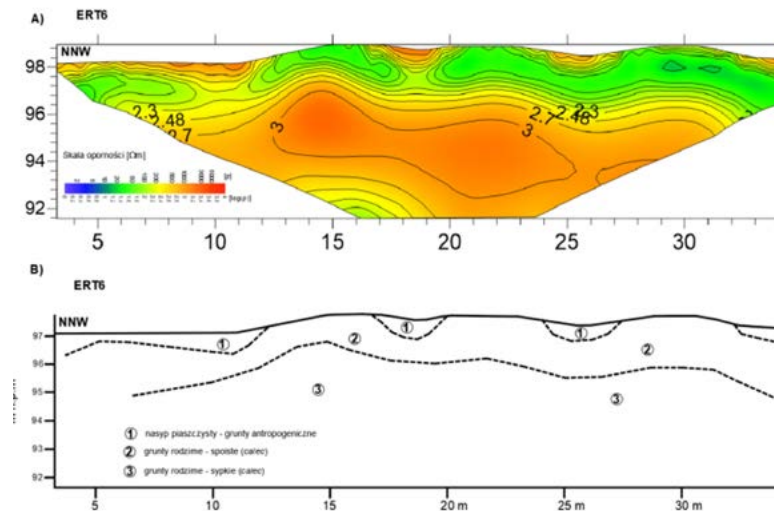 A)
ERT6
NNW
98
96
94
92
2.3
2.48
2.7
3
2.7
2.48
2.3
3
Skala oporności [Ωm]
5 10 15 20 25 30
B)
ERT6
NNW
97
96
95
94
93
92
1
1
1
2
2
3
3
1 nasyp piaszczysty - grunty antropogeniczne
2 grunty rodzime - spoiste (calec)
3 grunty rodzime - sypkie (calec)
5 10 15 20 m 25 m 30 m